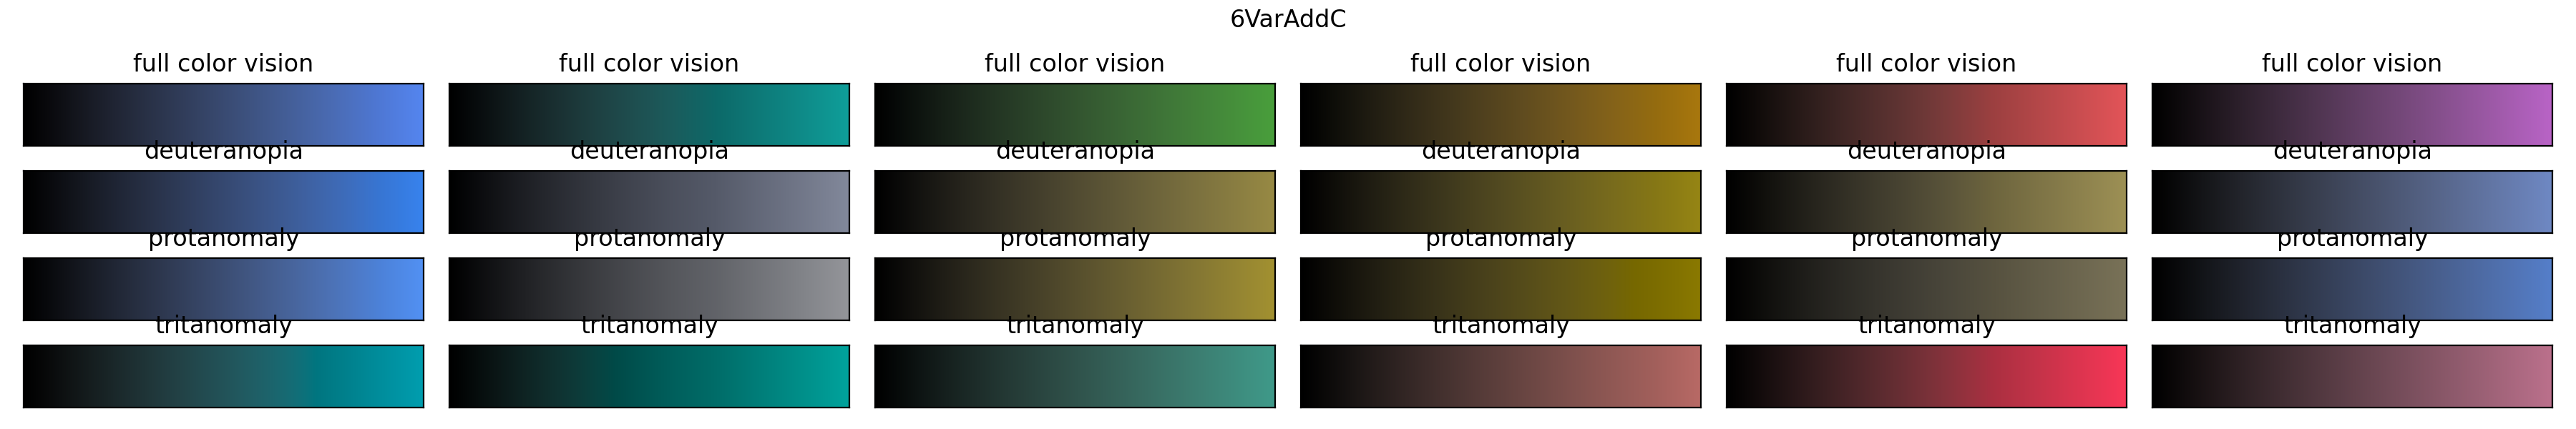 6VarAddC
full color vision full color vision full color vision full color vision full color vision full color vision
deuteranopia deuteranopia deuteranopia deuteranopia deuteranopia deuteranopia
protanomaly protanomaly protanomaly protanomaly protanomaly protanomaly
tritanomaly tritanomaly tritanomaly tritanomaly tritanomaly tritanomaly